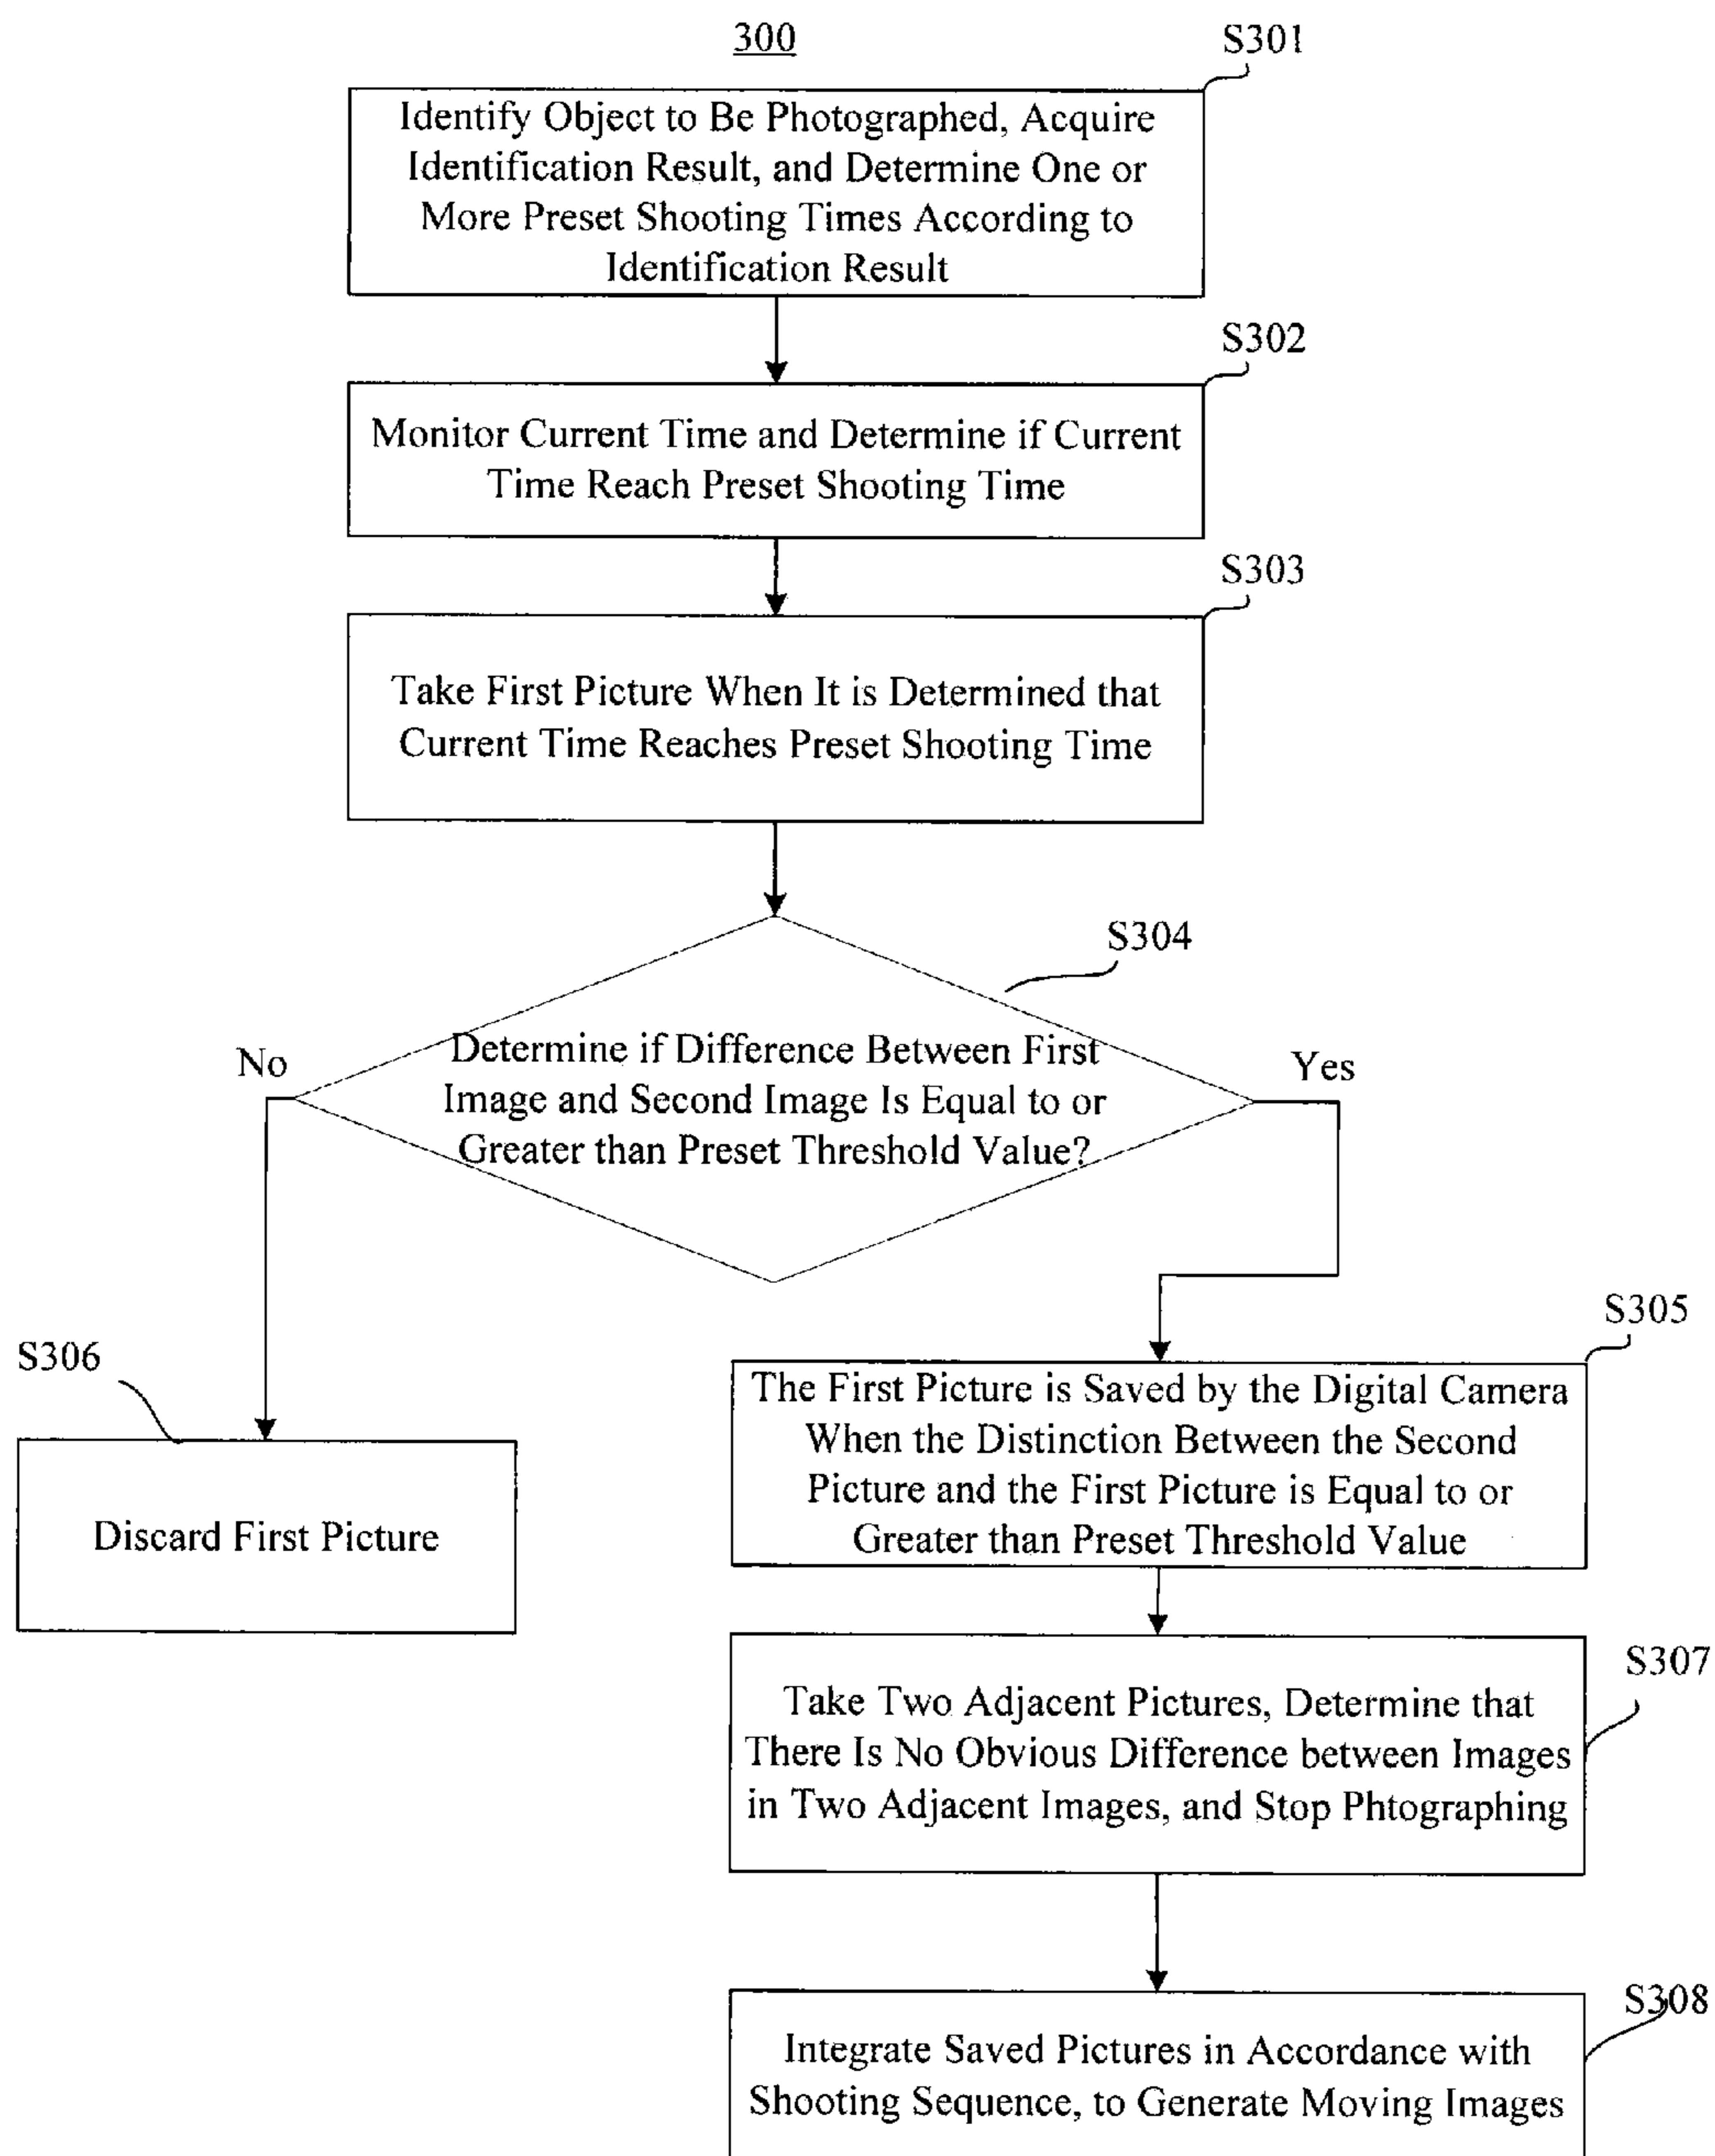 300
S301
Identify Object to Be Photographed, Acquire
Identification Result, and Determine One or
More Preset Shooting Times According to
Identification Result
S302
Monitor Current Time and Determine if Current
Time Reach Preset Shooting Time
S303
Take First Picture When It is Determined that
Current Time Reaches Preset Shooting Time
S304
Determine if Difference Between First
Image and Second Image Is Equal to or
Greater than Preset Threshold Value?
No
Yes
S306
Discard First Picture
S305
The First Picture is Saved by the Digital Camera
When the Distinction Between the Second
Picture and the First Picture is Equal to or
Greater than Preset Threshold Value
S307
Take Two Adjacent Pictures, Determine that
There Is No Obvious Difference between Images
in Two Adjacent Images, and Stop Phtographing
S308
Integrate Saved Pictures in Accordance with
Shooting Sequence, to Generate Moving Images